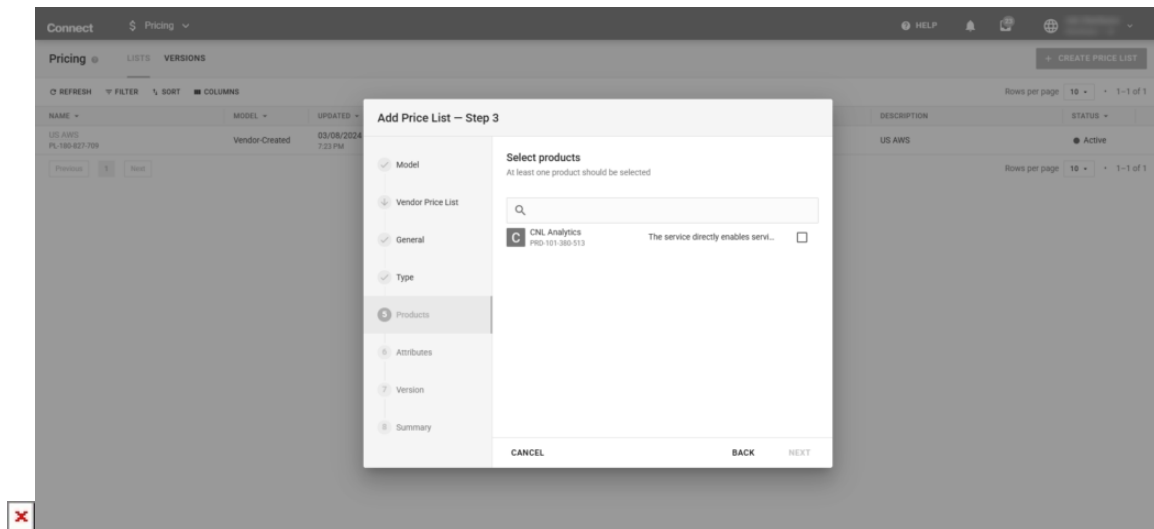 Connect
$ Pricing
HELP
Pricing
LISTS
VERSIONS
+ CREATE PRICE LIST
REFRESH
FILTER
SORT
COLUMNS
Rows per page 10 • 1–1 of 1
NAME
MODEL
UPDATED
DESCRIPTION
STATUS
US AWS
PL-180-827-709
Vendor-Created
03/08/2024
7:23 PM
US AWS
Active
Previous
1
Next
Rows per page 10 • 1–1 of 1
Add Price List — Step 3
Model
Vendor Price List
General
Type
5 Products
6 Attributes
7 Version
8 Summary
Select products
At least one product should be selected
C
CNL Analytics
PRD-101-380-513
The service directly enables servi...
CANCEL
BACK
NEXT